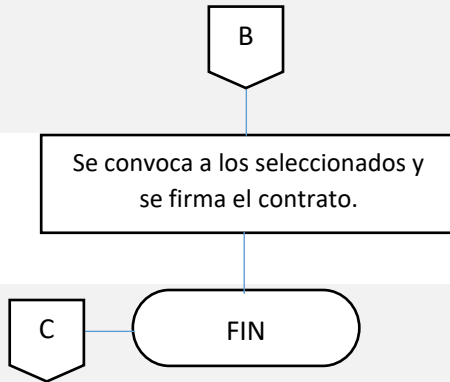 B
Se convoca a los seleccionados y
se firma el contrato.
C
FIN